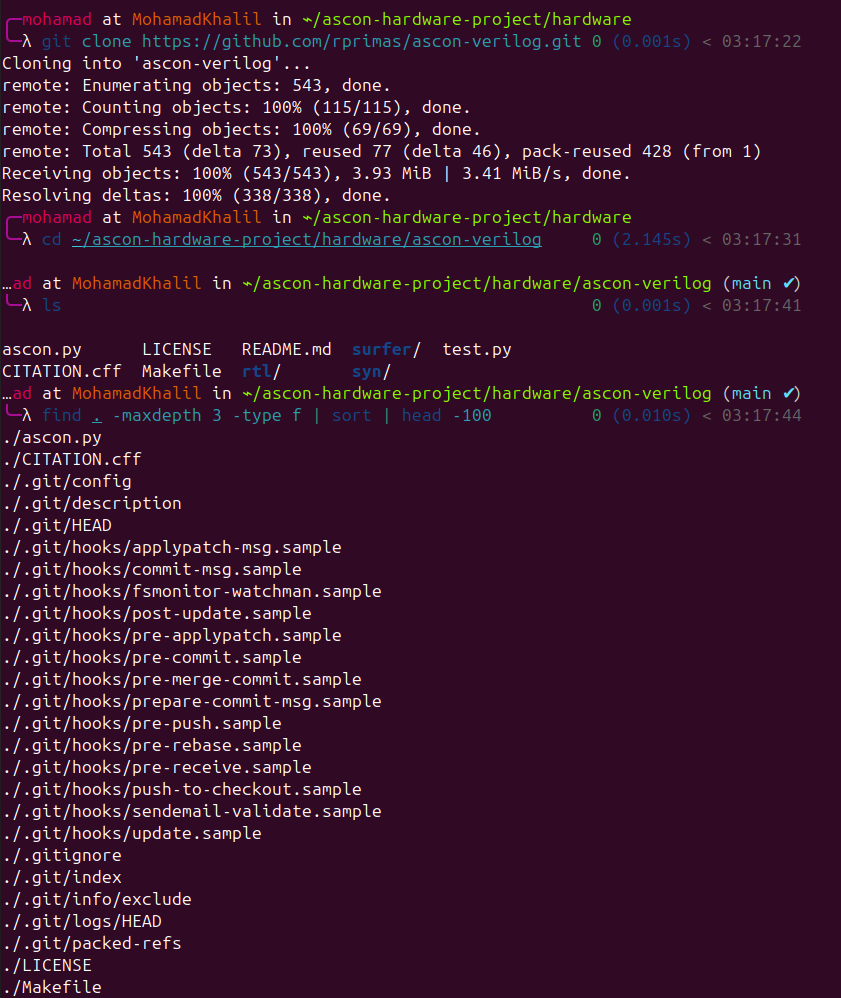 ╭─mohamad at MohamadKhalil in ⌁/ascon-hardware-project/hardware
╰─λ git clone https://github.com/rprimas/ascon-verilog.git 0 (0.001s) < 03:17:22
Cloning into 'ascon-verilog'...
remote: Enumerating objects: 543, done.
remote: Counting objects: 100% (115/115), done.
remote: Compressing objects: 100% (69/69), done.
remote: Total 543 (delta 73), reused 77 (delta 46), pack-reused 428 (from 1)
Receiving objects: 100% (543/543), 3.93 MiB | 3.41 MiB/s, done.
Resolving deltas: 100% (338/338), done.
╭─mohamad at MohamadKhalil in ⌁/ascon-hardware-project/hardware
╰─λ cd ~/ascon-hardware-project/hardware/ascon-verilog 0 (2.145s) < 03:17:31
…ad at MohamadKhalil in ⌁/ascon-hardware-project/hardware/ascon-verilog (main ✔)
╰─λ ls 0 (0.001s) < 03:17:41
ascon.py LICENSE README.md surfer/ test.py
CITATION.cff Makefile rtl/ syn/
…ad at MohamadKhalil in ⌁/ascon-hardware-project/hardware/ascon-verilog (main ✔)
╰─λ find . -maxdepth 3 -type f | sort | head -100 0 (0.010s) < 03:17:44
./ascon.py
./CITATION.cff
./.git/config
./.git/description
./.git/HEAD
./.git/hooks/applypatch-msg.sample
./.git/hooks/commit-msg.sample
./.git/hooks/fsmonitor-watchman.sample
./.git/hooks/post-update.sample
./.git/hooks/pre-applypatch.sample
./.git/hooks/pre-commit.sample
./.git/hooks/pre-merge-commit.sample
./.git/hooks/prepare-commit-msg.sample
./.git/hooks/pre-push.sample
./.git/hooks/pre-rebase.sample
./.git/hooks/pre-receive.sample
./.git/hooks/push-to-checkout.sample
./.git/hooks/sendemail-validate.sample
./.git/hooks/update.sample
./.gitignore
./.git/index
./.git/info/exclude
./.git/logs/HEAD
./.git/packed-refs
./LICENSE
./Makefile